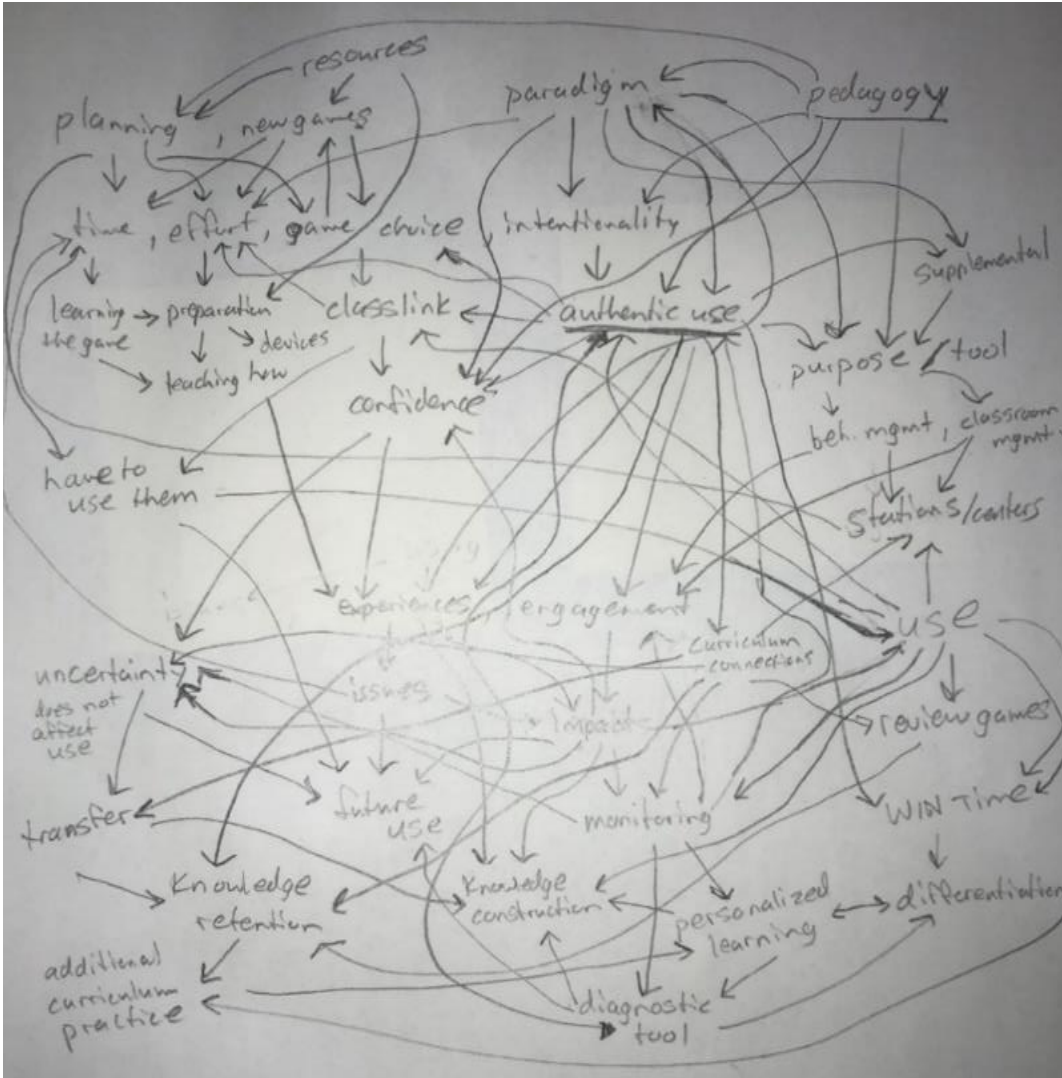 resources
paradigm
pedagogy
planning, new games
time, effort, game choice
intentionality
supplemental
learning
the game
preparation
devices
teaching how
classlink
authentic use
purpose / tool
confidence
beh. mgmt, classroom
mgmt
have to
use them
stations/centers
experiences, engagement
use
curriculum
connections
uncertainty
does not
affect
use
issues
impact
review games
transfer
future
use
monitoring
WIN Time
Knowledge
retention
Knowledge
construction
personalized
learning
differentiation
additional
curriculum
practice
diagnostic
tool